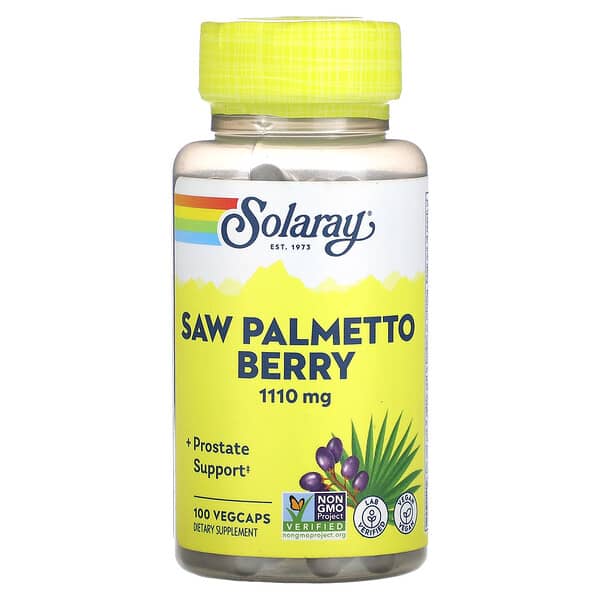 Solaray®
EST. 1973
SAW PALMETTO
BERRY
1110 mg
+ Prostate
Support‡
100 VEGCAPS
DIETARY SUPPLEMENT
NON
GMO
Project
VERIFIED
nongmoproject.org
LAB
VERIFIED
VEGAN
VEGAN